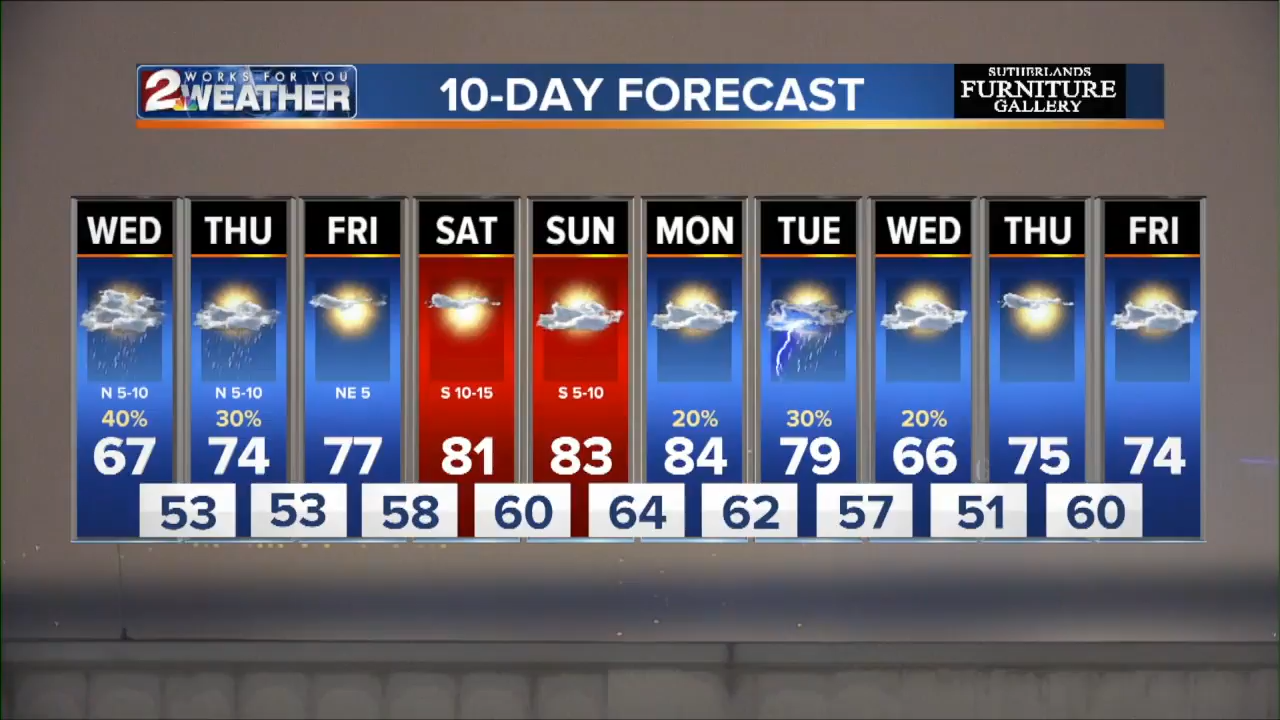 2 WORKS FOR YOU
WEATHER
10-DAY FORECAST
SUTHERLANDS
FURNITURE
GALLERY
WED THU FRI SAT SUN MON TUE WED THU FRI
N 5-10 N 5-10 NE 5 S 10-15 S 5-10
40% 30% 20% 30% 20%
67 74 77 81 83 84 79 66 75 74
53 53 58 60 64 62 57 51 60